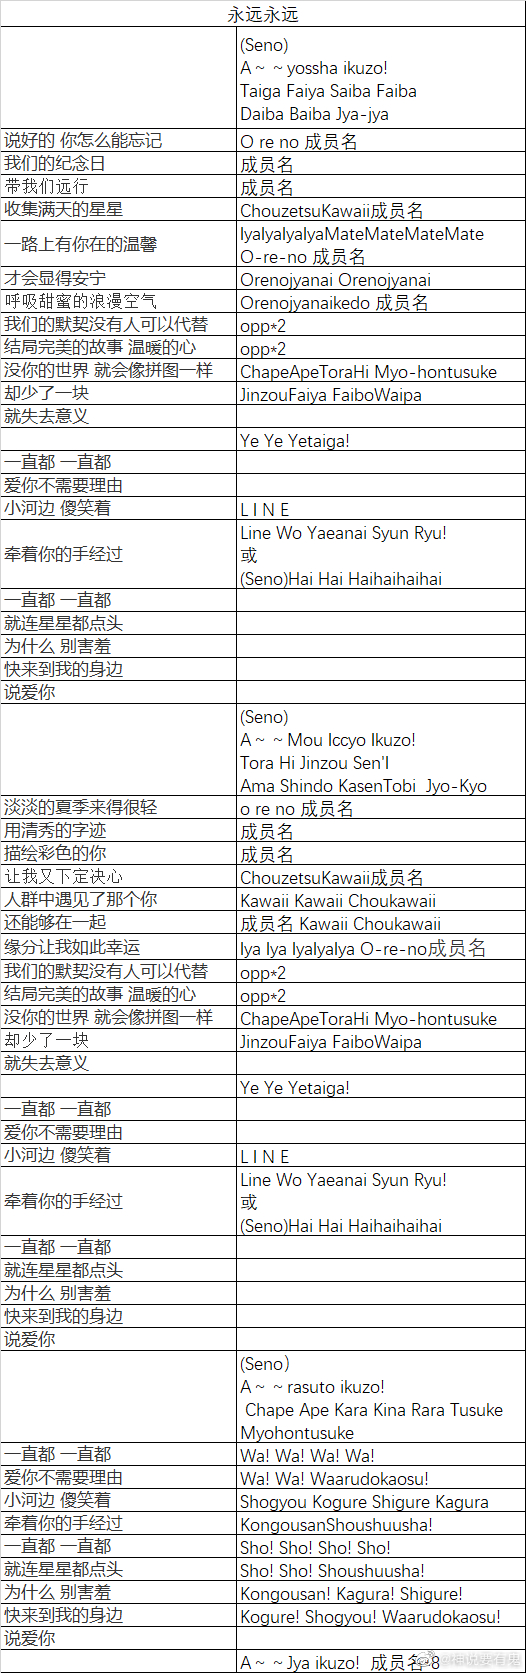 永远永远
(Seno)
A~~yossha ikuzo!
Taiga Faiya Saiba Faiba
Daiba Baiba Jya-jya
说好的 你怎么能忘记 O re no 成员名
我们的纪念日 成员名
带我们远行 成员名
收集满天的星星 ChouzetsuKawaii成员名
一路上有你在的温馨 IyaIyaIyaIyaMateMateMateMate
O-re-no 成员名
才会显得安宁 Orenojyanai Orenojyanai
呼吸甜蜜的浪漫空气 Orenojyanaikedo 成员名
我们的默契没有人可以代替 opp*2
结局完美的故事 温暖的心 opp*2
没你的世界 就会像拼图一样 ChapeApeToraHi Myo-hontusuke
却少了一块 JinzouFaiya FaiboWaipa
就失去意义
Ye Ye Yetaiga!
一直都 一直都
爱你不需要理由
小河边 傻笑着 L I N E
牵着你的手经过 Line Wo Yaeanai Syun Ryu!
或
(Seno)Hai Hai Haihaihaihai
一直都 一直都
就连星星都点头
为什么 别害羞
快来到我的身边
说爱你
(Seno)
A~~Mou Iccyo Ikuzo!
Tora Hi Jinzou Sen'I
Ama Shindo KasenTobi Jyo-Kyo
淡淡的夏季来得很轻 o re no 成员名
用清秀的字迹 成员名
描绘彩色的你 成员名
让我又下定决心 ChouzetsuKawaii成员名
人群中遇见了那个你 Kawaii Kawaii Choukawaii
还能够在一起 成员名 Kawaii Choukawaii
缘分让我如此幸运 Iya Iya IyaIyaIya O-re-no成员名
我们的默契没有人可以代替 opp*2
结局完美的故事 温暖的心 opp*2
没你的世界 就会像拼图一样 ChapeApeToraHi Myo-hontusuke
却少了一块 JinzouFaiya FaiboWaipa
就失去意义
Ye Ye Yetaiga!
一直都 一直都
爱你不需要理由
小河边 傻笑着 L I N E
牵着你的手经过 Line Wo Yaeanai Syun Ryu!
或
(Seno)Hai Hai Haihaihaihai
一直都 一直都
就连星星都点头
为什么 别害羞
快来到我的身边
说爱你
(Seno)
A~~rasuto ikuzo!
Chape Ape Kara Kina Rara Tusuke
Myohontusuke
一直都 一直都 Wa! Wa! Wa! Wa!
爱你不需要理由 Wa! Wa! Waarudokaosu!
小河边 傻笑着 Shogyou Kogure Shigure Kagura
牵着你的手经过 KongousanShoushuusha!
一直都 一直都 Sho! Sho! Sho! Sho!
就连星星都点头 Sho! Sho! Shoushuusha!
为什么 别害羞 Kongousan! Kagura! Shigure!
快来到我的身边 Kogure! Shogyou! Waarudokaosu!
说爱你
A~~Jya ikuzo! 成员名*8